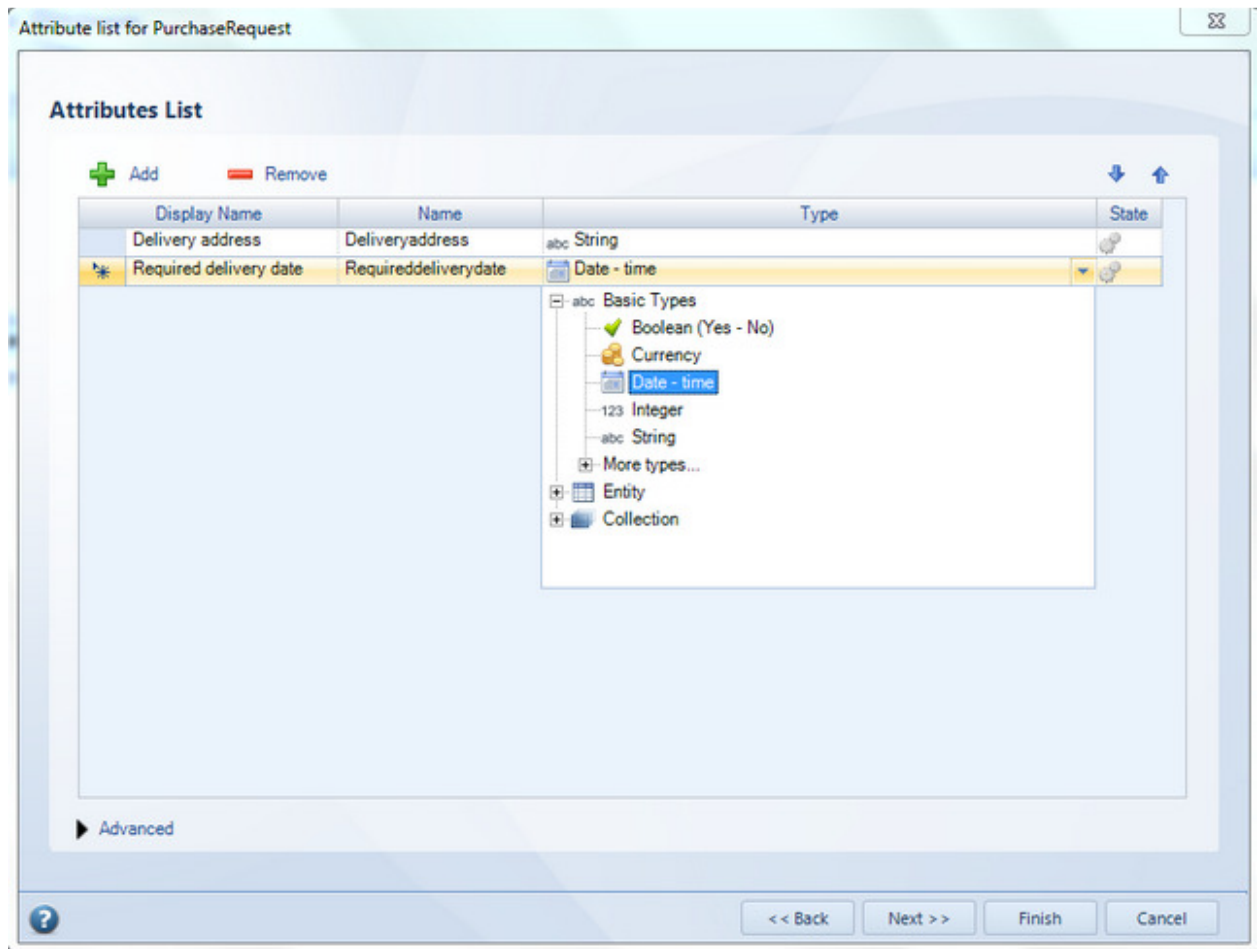 Attribute list for PurchaseRequest
Attributes List
Add Remove
Display Name Name Type State
Delivery address Deliveryaddress abc String
Required delivery date Requireddeliverydate Date - time
abc Basic Types
Boolean (Yes - No)
Currency
Date - time
123 Integer
abc String
More types...
Entity
Collection
Advanced
? << Back Next >> Finish Cancel